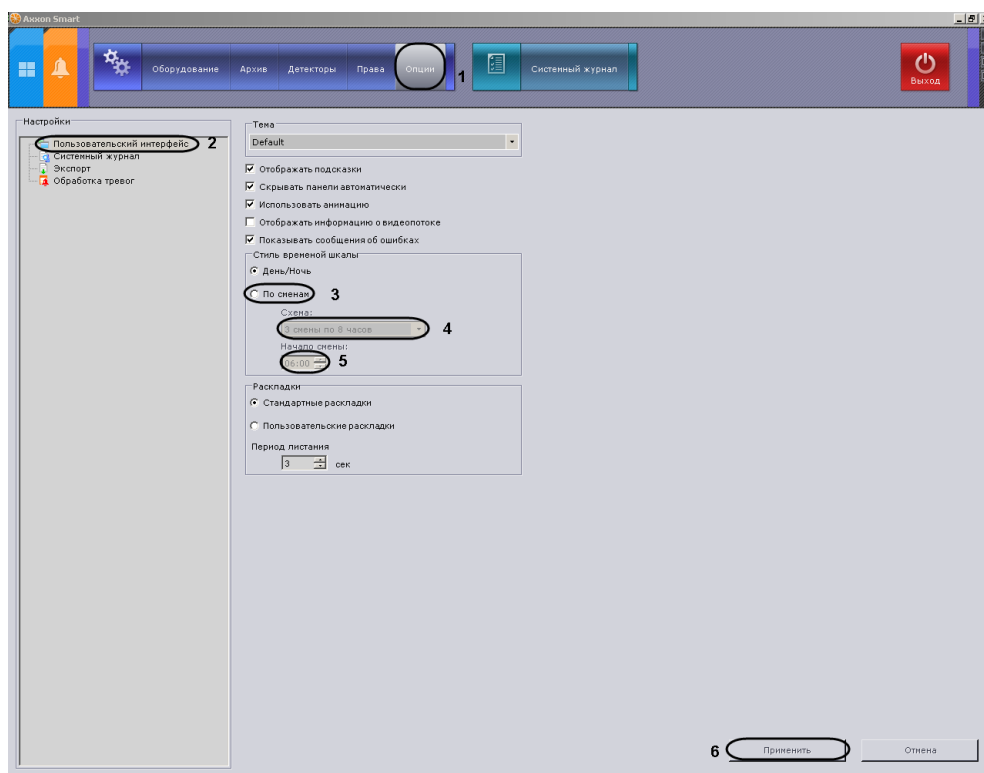 Axxon Smart
Оборудование Архив Детекторы Права Опции 1 Системный журнал Выход
Настройки
Пользовательский интерфейс 2
Системный журнал
Экспорт
Обработка тревог
Тема
Default
Отображать подсказки
Скрывать панели автоматически
Использовать анимацию
Отображать информацию о видеопотоке
Показывать сообщения об ошибках
Стиль временой шкалы
День/Ночь
По сменам 3
Схема:
3 смены по 8 часов 4
Начало смены:
06:00 5
Раскладки
Стандартные раскладки
Пользовательские раскладки
Период листания
3 сек
6 Применить Отмена